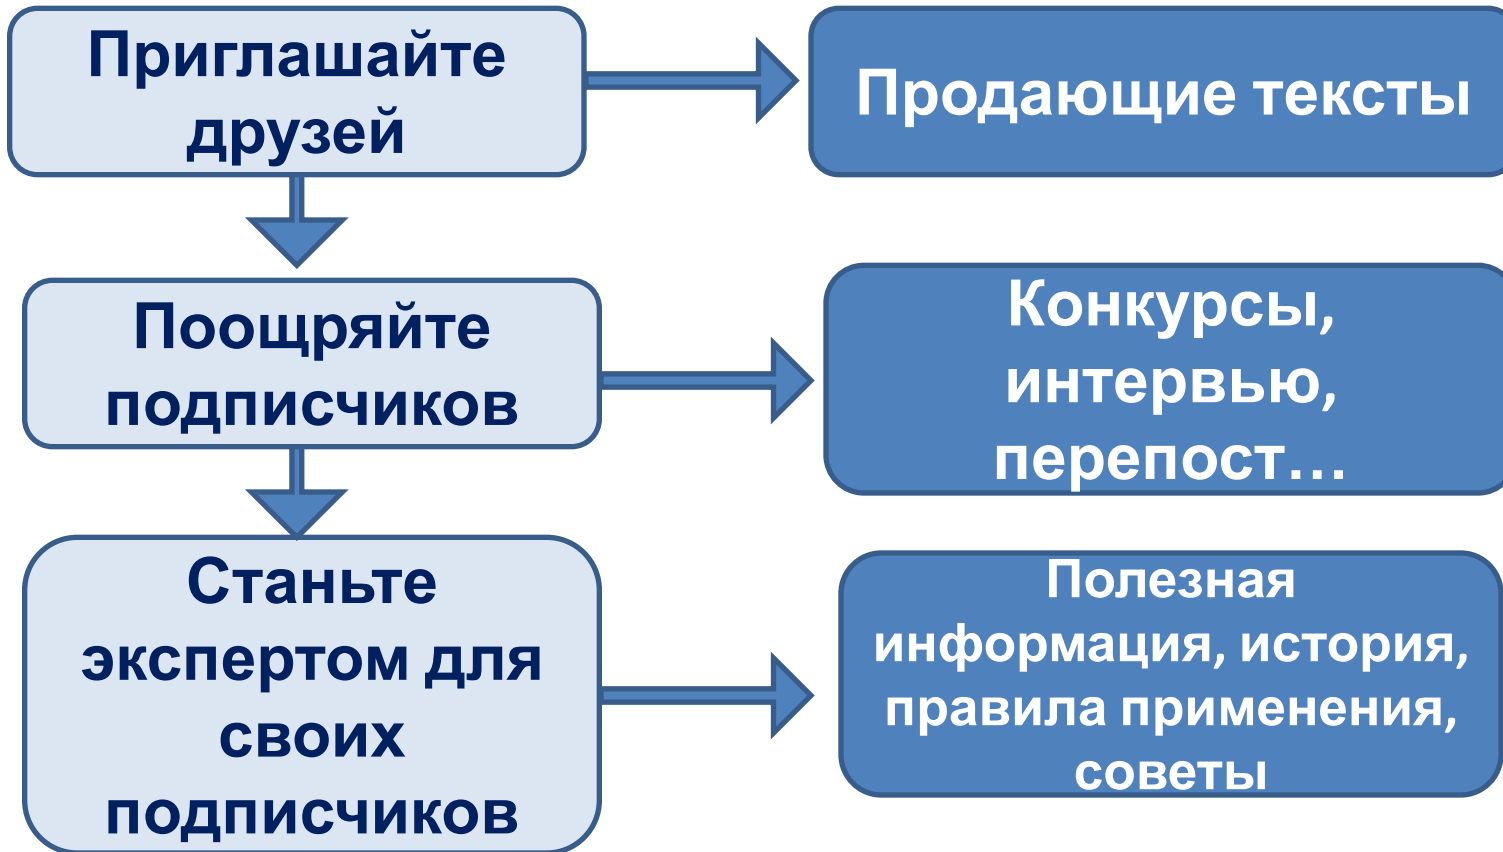 Приглашайте
друзей
Продающие тексты
Поощряйте
подписчиков
Конкурсы,
интервью,
перепост…
Станьте
экспертом для
своих
подписчиков
Полезная
информация, история,
правила применения,
советы